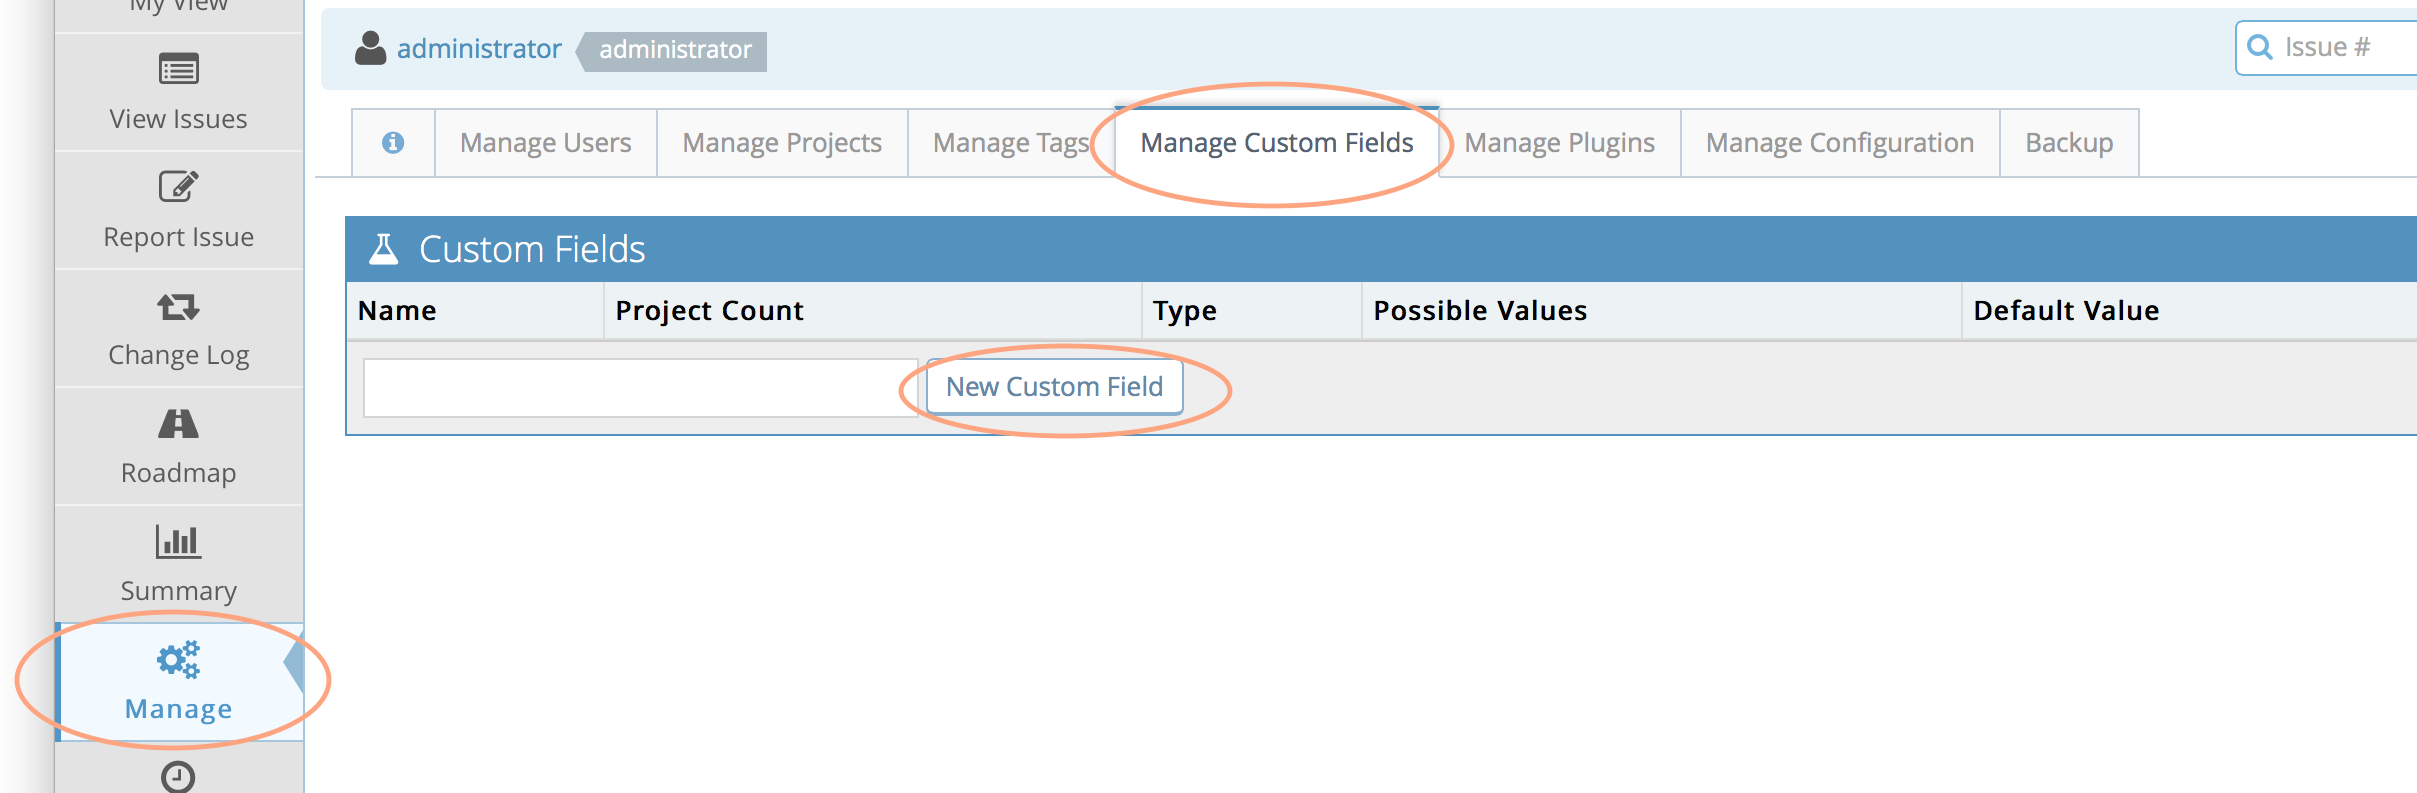 My View
administrator administrator
Issue #
View Issues
Manage Users Manage Projects Manage Tags Manage Custom Fields Manage Plugins Manage Configuration Backup
Report Issue
Custom Fields
Name Project Count Type Possible Values Default Value
Change Log
New Custom Field
Roadmap
Summary
Manage